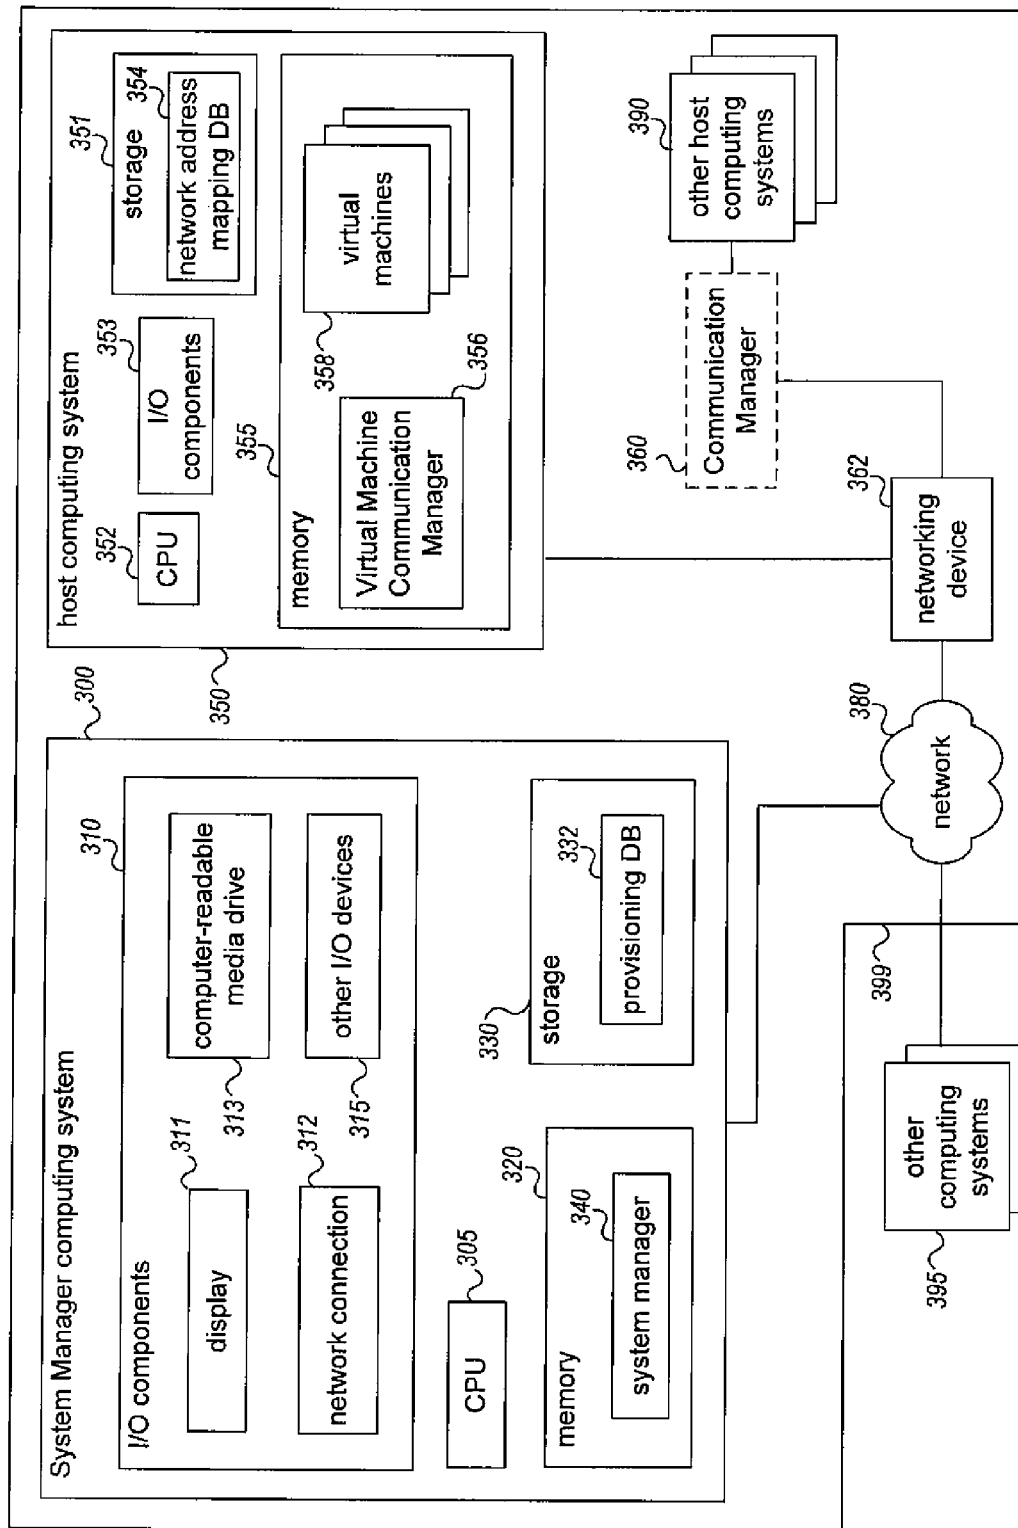 System Manager computing system
300
I/O components
310
display
311
computer-readable
media drive
313
network connection
312
other I/O devices
315
CPU
305
memory
320
system manager
340
storage
330
provisioning DB
332
host computing system
350
CPU
352
I/O
components
353
storage
351
network address
mapping DB
354
memory
355
Virtual Machine
Communication
Manager
356
virtual
machines
358
other
computing
systems
395
399
network
380
networking
device
362
Communication
Manager
360
other host
computing
systems
390